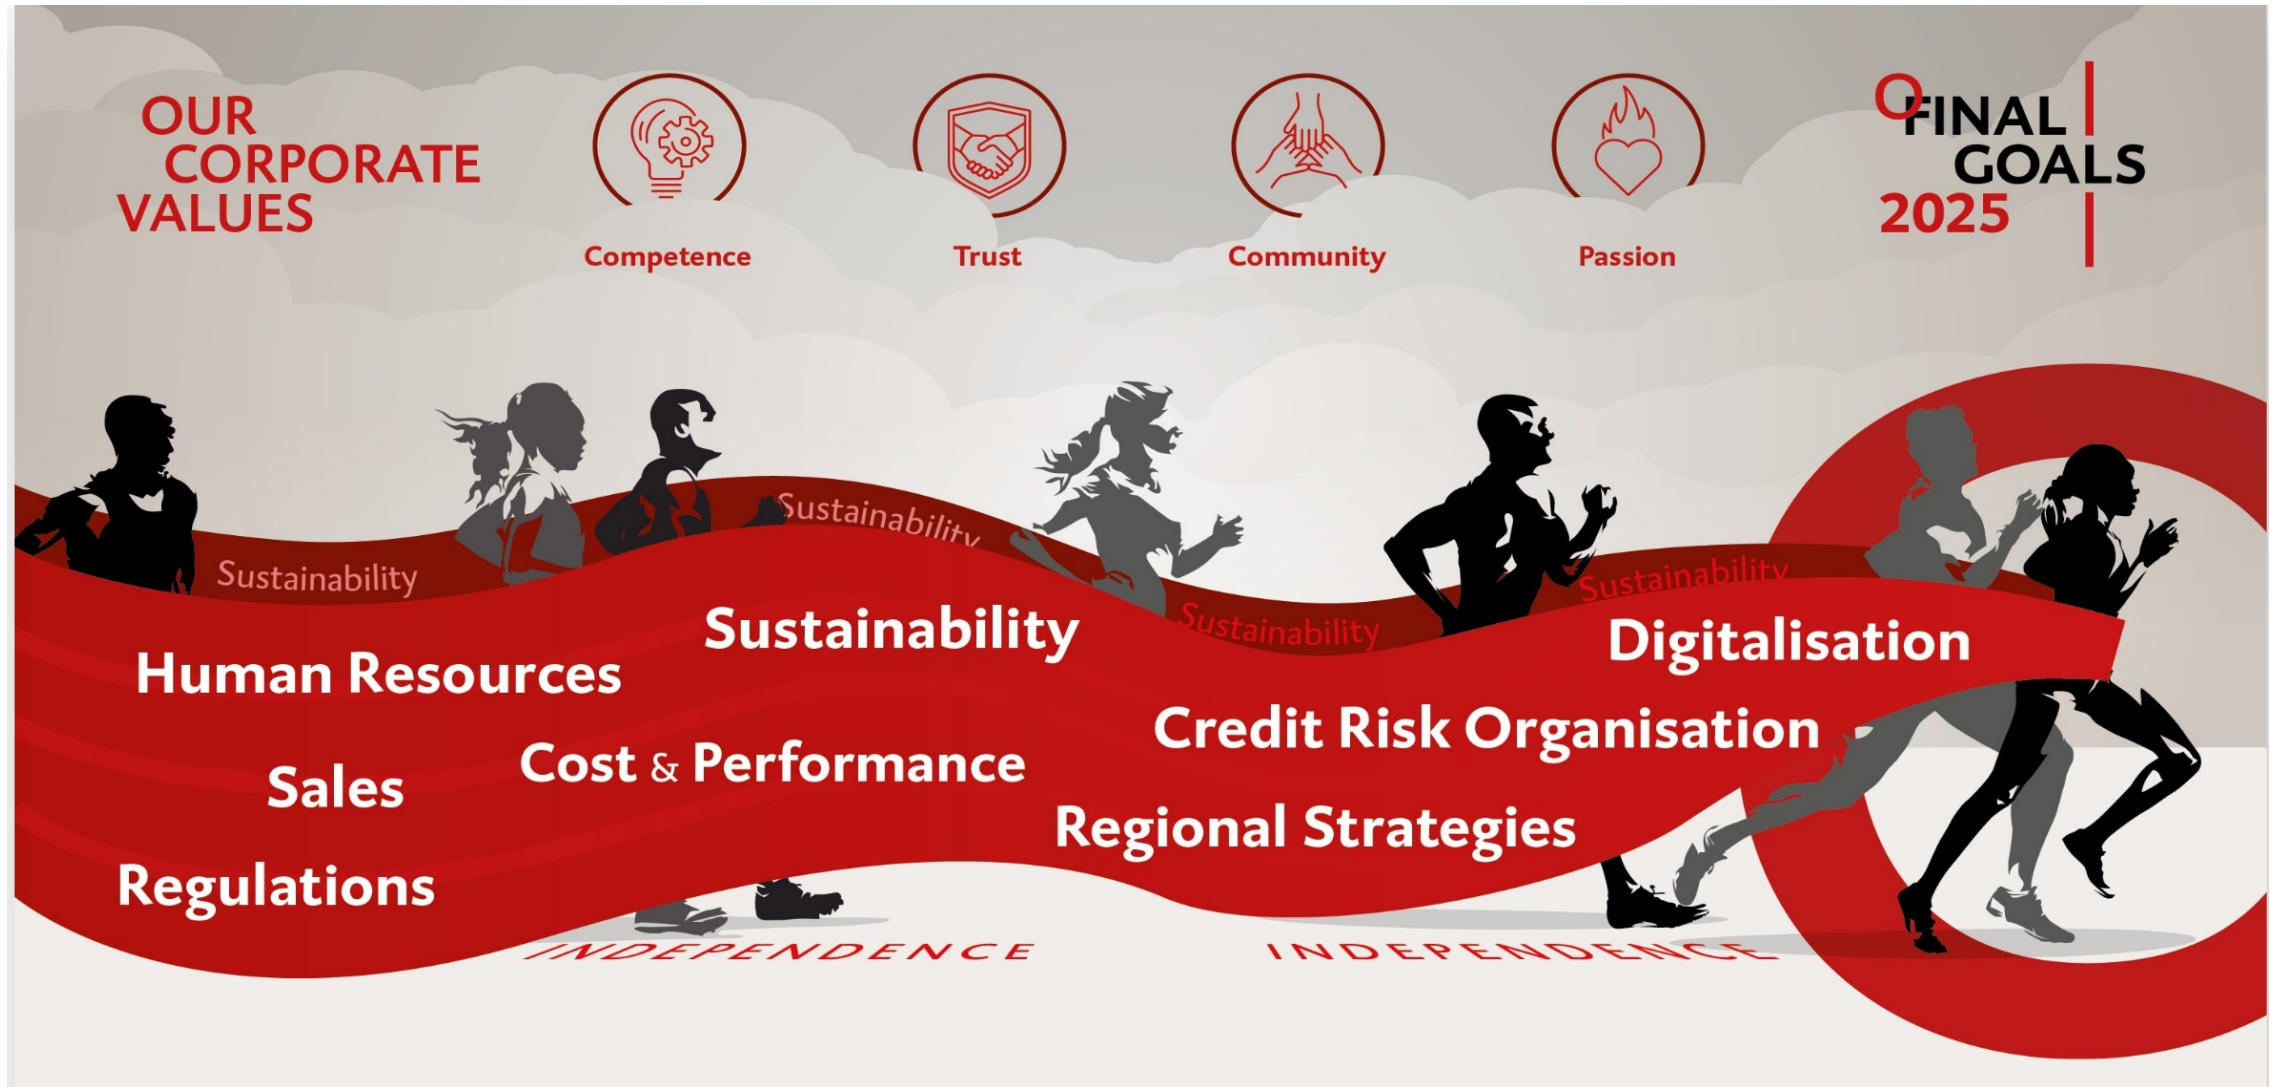 OUR
CORPORATE
VALUES
Competence
Trust
Community
Passion
O
FINAL
GOALS
2025
Sustainability
Sustainability
Sustainability
Sustainability
Human Resources
Sustainability
Digitalisation
Sales
Cost & Performance
Credit Risk Organisation
Regulations
Regional Strategies
INDEPENDENCE
INDEPENDENCE